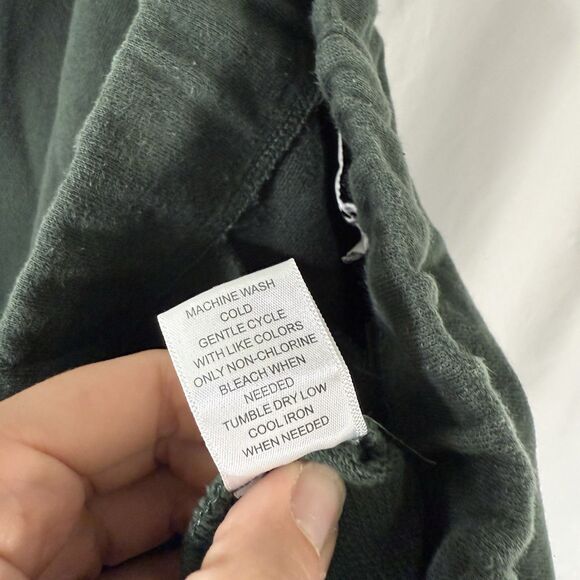 MACHINE WASH
COLD
GENTLE CYCLE
WITH LIKE COLORS
ONLY NON-CHLORINE
BLEACH WHEN
NEEDED
TUMBLE DRY LOW
COOL IRON
WHEN NEEDED